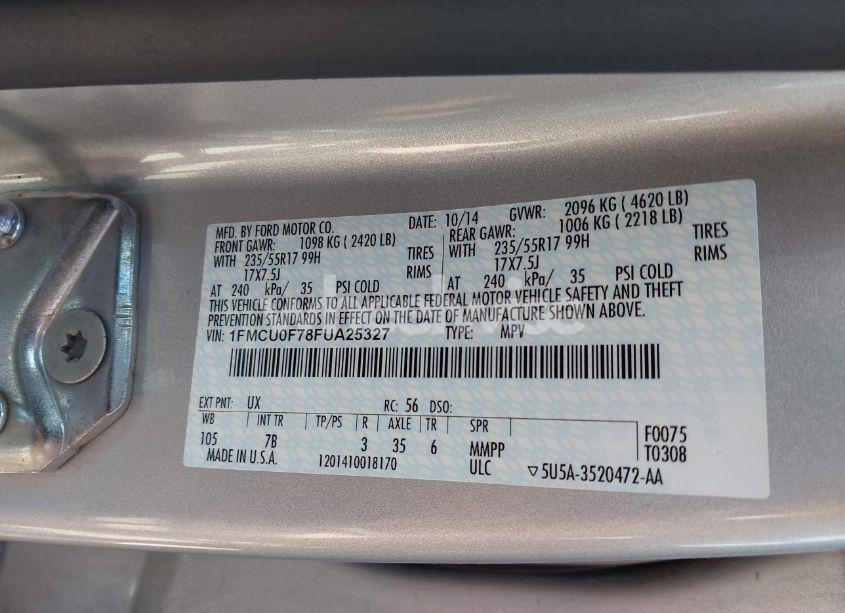 MFD. BY FORD MOTOR CO. DATE: 10/14 GVWR: 2096 KG ( 4620 LB)
FRONT GAWR: 1098 KG ( 2420 LB) REAR GAWR: 1006 KG ( 2218 LB)
WITH 235/55R17 99H TIRES WITH 235/55R17 99H TIRES
17X7.5J RIMS 17X7.5J RIMS
AT 240 kPa/ 35 PSI COLD AT 240 kPa/ 35 PSI COLD
THIS VEHICLE CONFORMS TO ALL APPLICABLE FEDERAL MOTOR VEHICLE SAFETY AND THEFT
PREVENTION STANDARDS IN EFFECT ON THE DATE OF MANUFACTURE SHOWN ABOVE.
VIN: 1FMCU0F78FUA25327 TYPE: MPV
EXT PNT: UX RC: 56 DSO:
WB INT TR TP/PS R AXLE TR SPR
105 7B 3 35 6 MMPP F0075
ULC T0308
MADE IN U.S.A. 1201410018170 ▽5U5A-3520472-AA